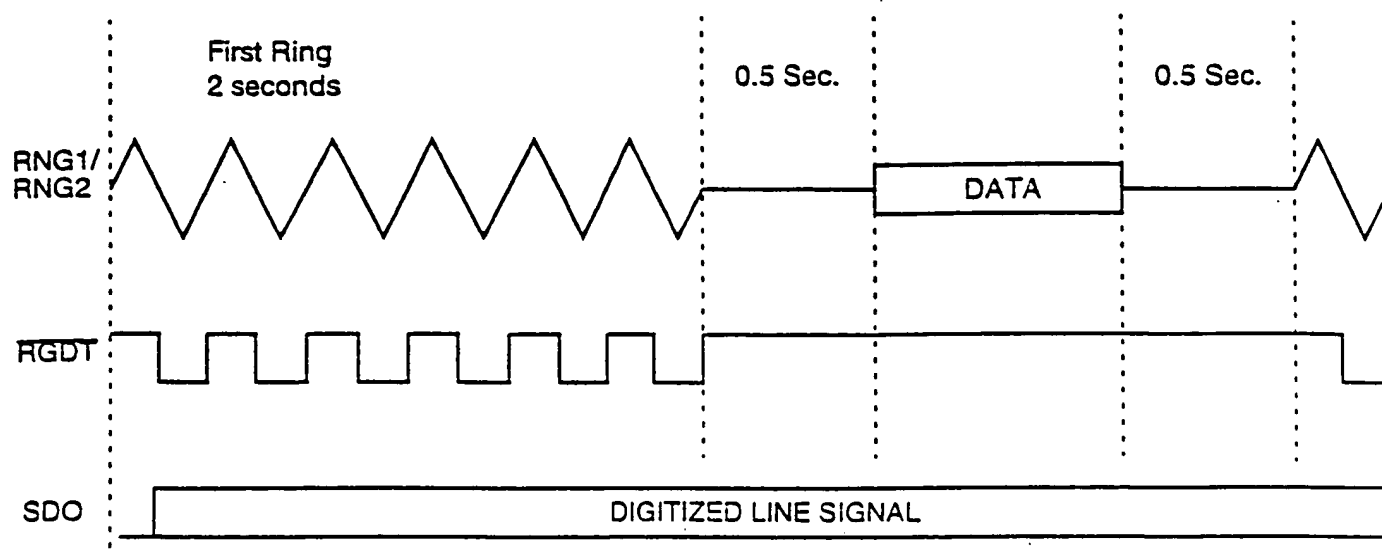 First Ring
2 seconds
0.5 Sec.
0.5 Sec.
RNG1/
RNG2
DATA
RGDT
SDO
DIGITIZED LINE SIGNAL